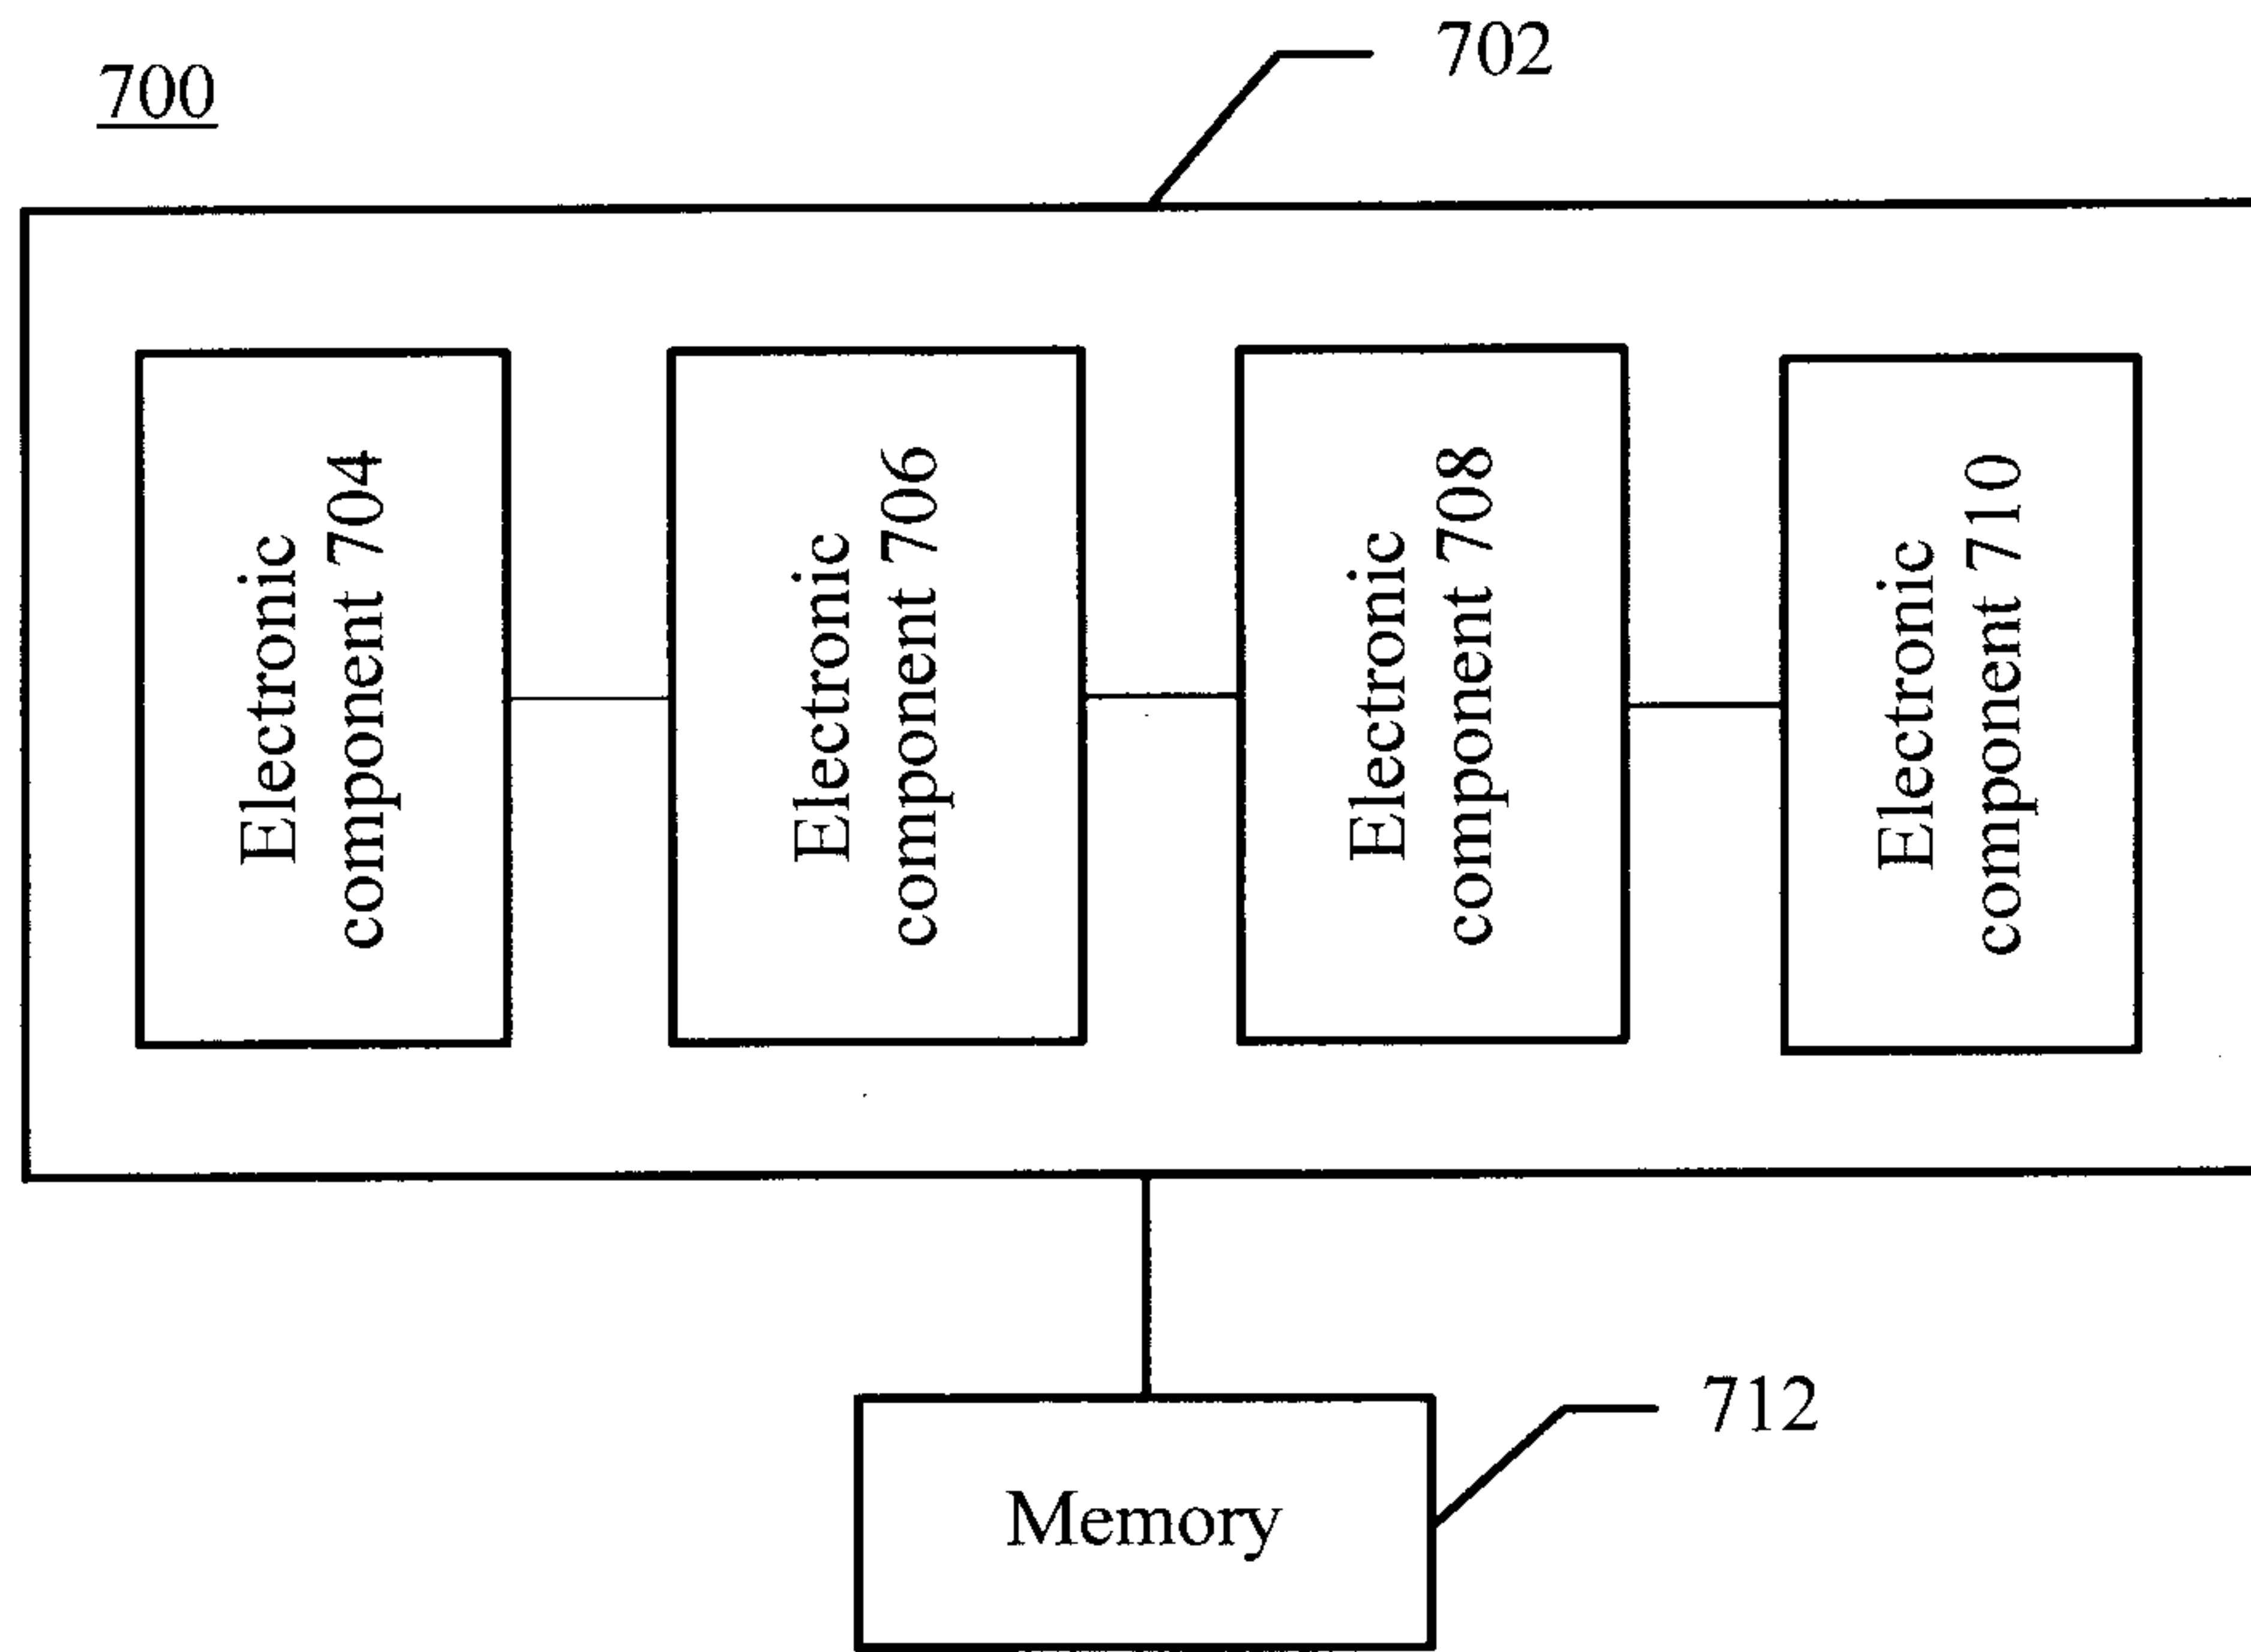 702
700
Electronic
component 704
Electronic
component 706
Electronic
component 708
Electronic
component 710
712
Memory